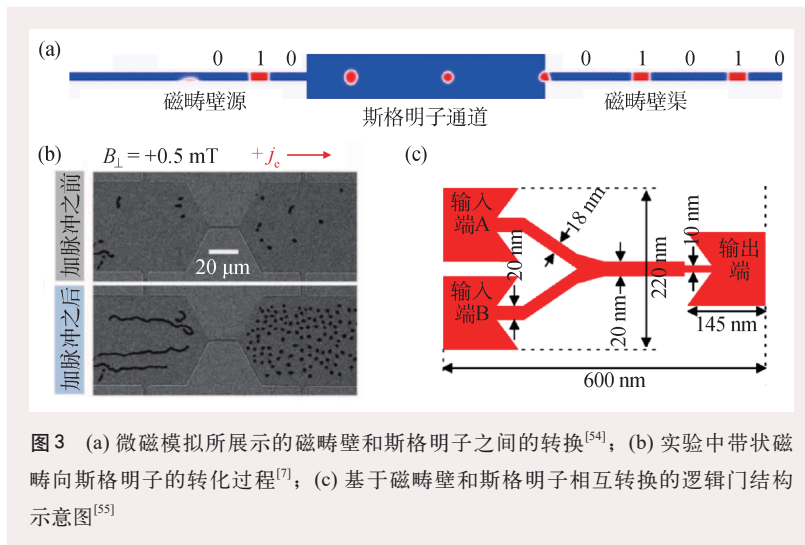 (a)
0 1 0
0 1 0 1 0
磁畴壁源
斯格明子通道
磁畴壁渠
(b)
B⊥ = +0.5 mT
+ jc
加脉冲之前
20 μm
加脉冲之后
(c)
输入
端A
18 nm
20 nm
输入
端B
20 nm
220 nm
10 nm
输出
端
145 nm
600 nm
图3 (a) 微磁模拟所展示的磁畴壁和斯格明子之间的转换[54]；(b) 实验中带状磁
畴向斯格明子的转化过程[7]；(c) 基于磁畴壁和斯格明子相互转换的逻辑门结构
示意图[55]